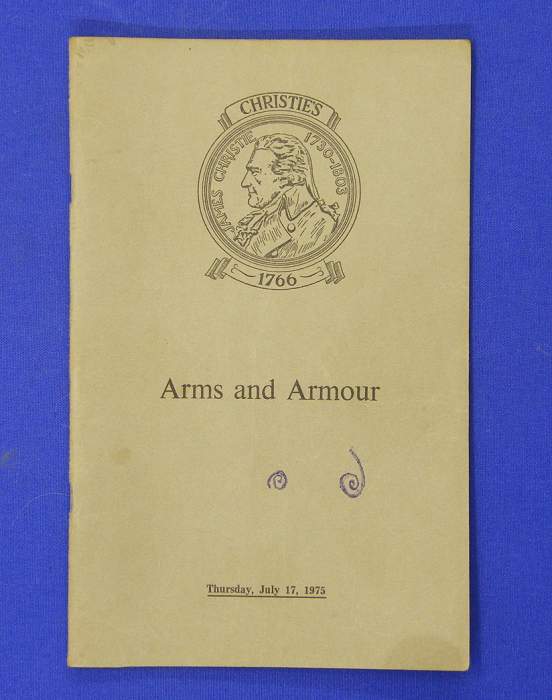 CHRISTIE'S
JAMES CHRISTIE 1730-1803
1766
Arms and Armour
Thursday, July 17, 1975